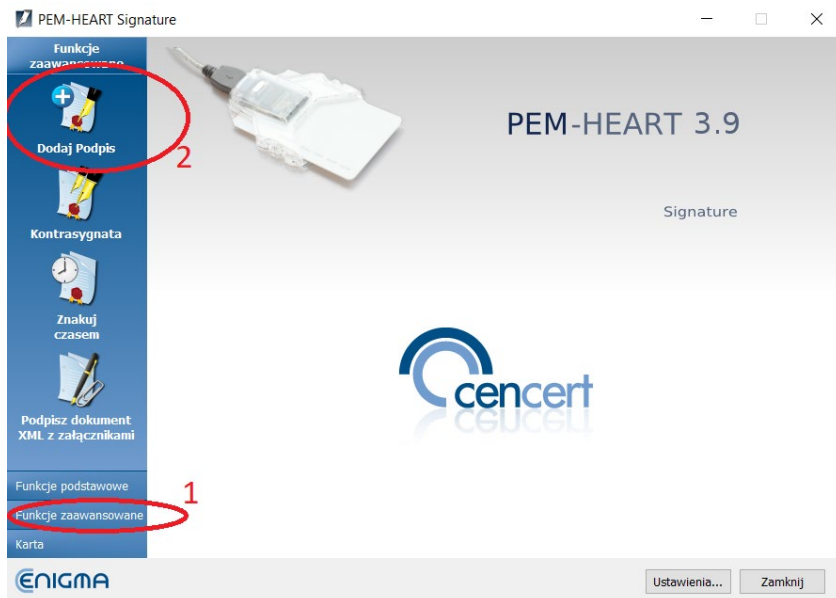 PEM-HEART Signature
Funkcje
zaawansowane
Dodaj Podpis
2
Kontrasygnata
Znakuj
czasem
Podpisz dokument
XML z załącznikami
Funkcje podstawowe
1
Funkcje zaawansowane
Karta
PEM-HEART 3.9
Signature
cencert
ENIGMA
Ustawienia...
Zamknij